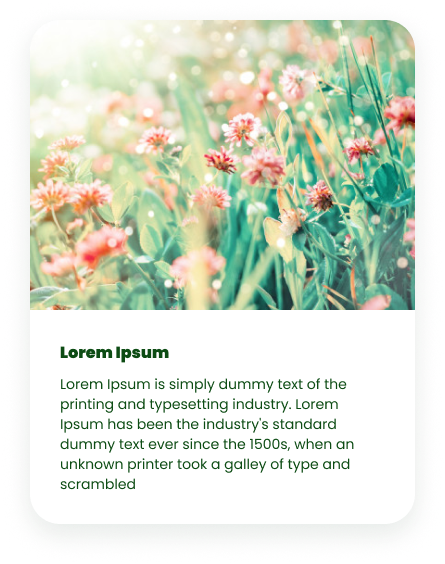 Lorem Ipsum
Lorem Ipsum is simply dummy text of the
printing and typesetting industry. Lorem
Ipsum has been the industry's standard
dummy text ever since the 1500s, when an
unknown printer took a galley of type and
scrambled